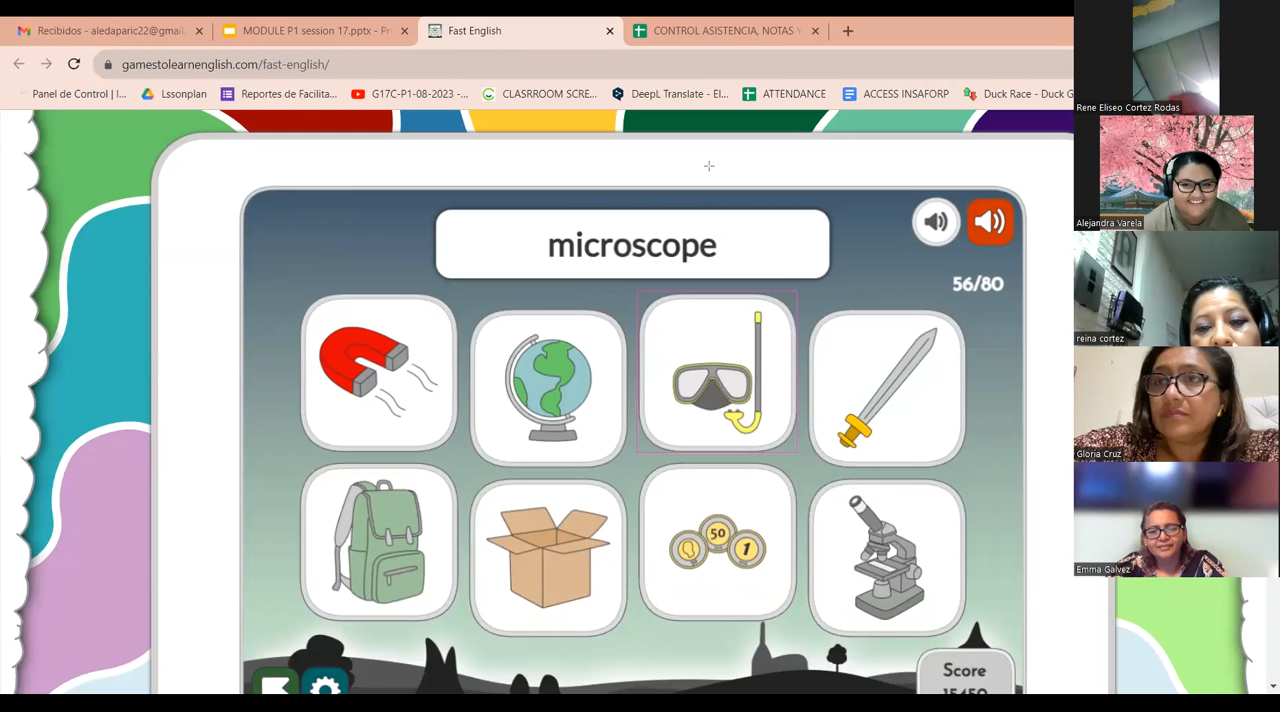 Recibidos - aledaparic22@gmail.
MODULE P1 session 17.pptx - Pr
Fast English
CONTROL ASISTENCIA, NOTAS
gamestolearnenglish.com/fast-english/
Panel de Control | I...
Lssonplan
Reportes de Facilita...
G17C-P1-08-2023 -...
CLASRROOM SCRE...
DeepL Translate - El...
ATTENDANCE
ACCESS INSAFORP
Duck Race - Duck G
microscope
56/80
50
1
Score
15450
Rene Eliseo Cortez Rodas
Alejandra Varela
reina cortez
Gloria Cruz
Emma Galvez